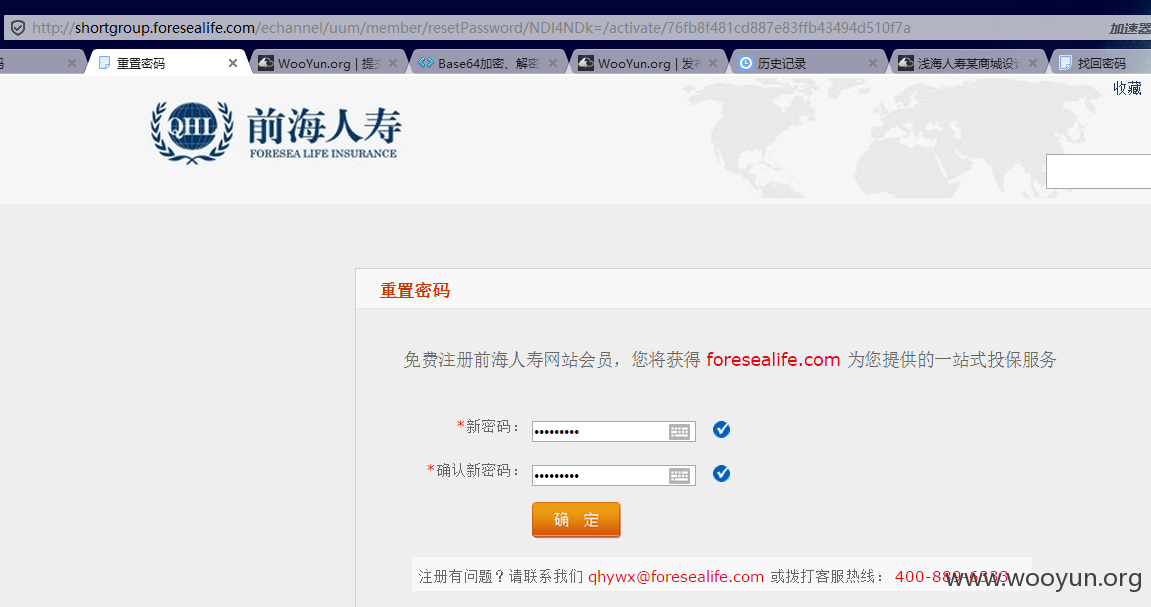 http://shortgroup.foresealife.com/echannel/uum/member/resetPassword/NDI4NDk=/activate/76fb8f481cd887e83ffb43494d510f7a 加速器
码 重置密码 WooYun.org | 提交 Base64加密、解密 WooYun.org | 发布 历史记录 浅海人寿某商城设计 找回密码
收藏
QHI 前海人寿
FORESEA LIFE INSURANCE
重置密码
免费注册前海人寿网站会员，您将获得 foresealife.com 为您提供的一站式投保服务
*新密码： •••••••••
*确认新密码： •••••••••
确 定
注册有问题？请联系我们 qhywx@foresealife.com 或拨打客服热线： 400-889-6333
www.wooyun.org